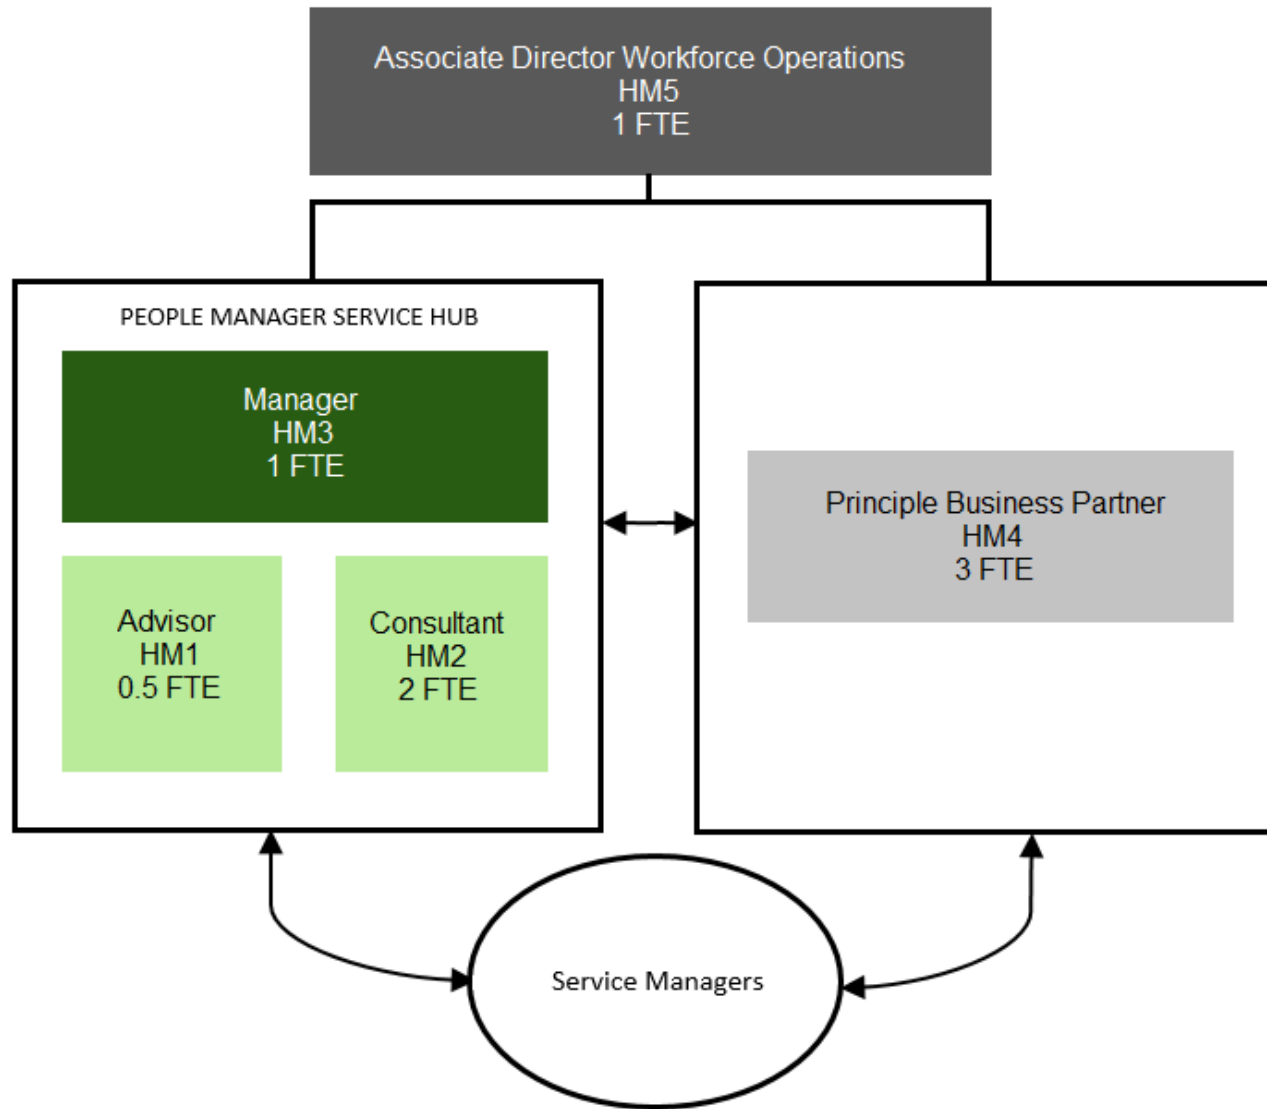 Associate Director Workforce Operations
HM5
1 FTE
PEOPLE MANAGER SERVICE HUB
Manager
HM3
1 FTE
Advisor
HM1
0.5 FTE
Consultant
HM2
2 FTE
Principle Business Partner
HM4
3 FTE
Service Managers